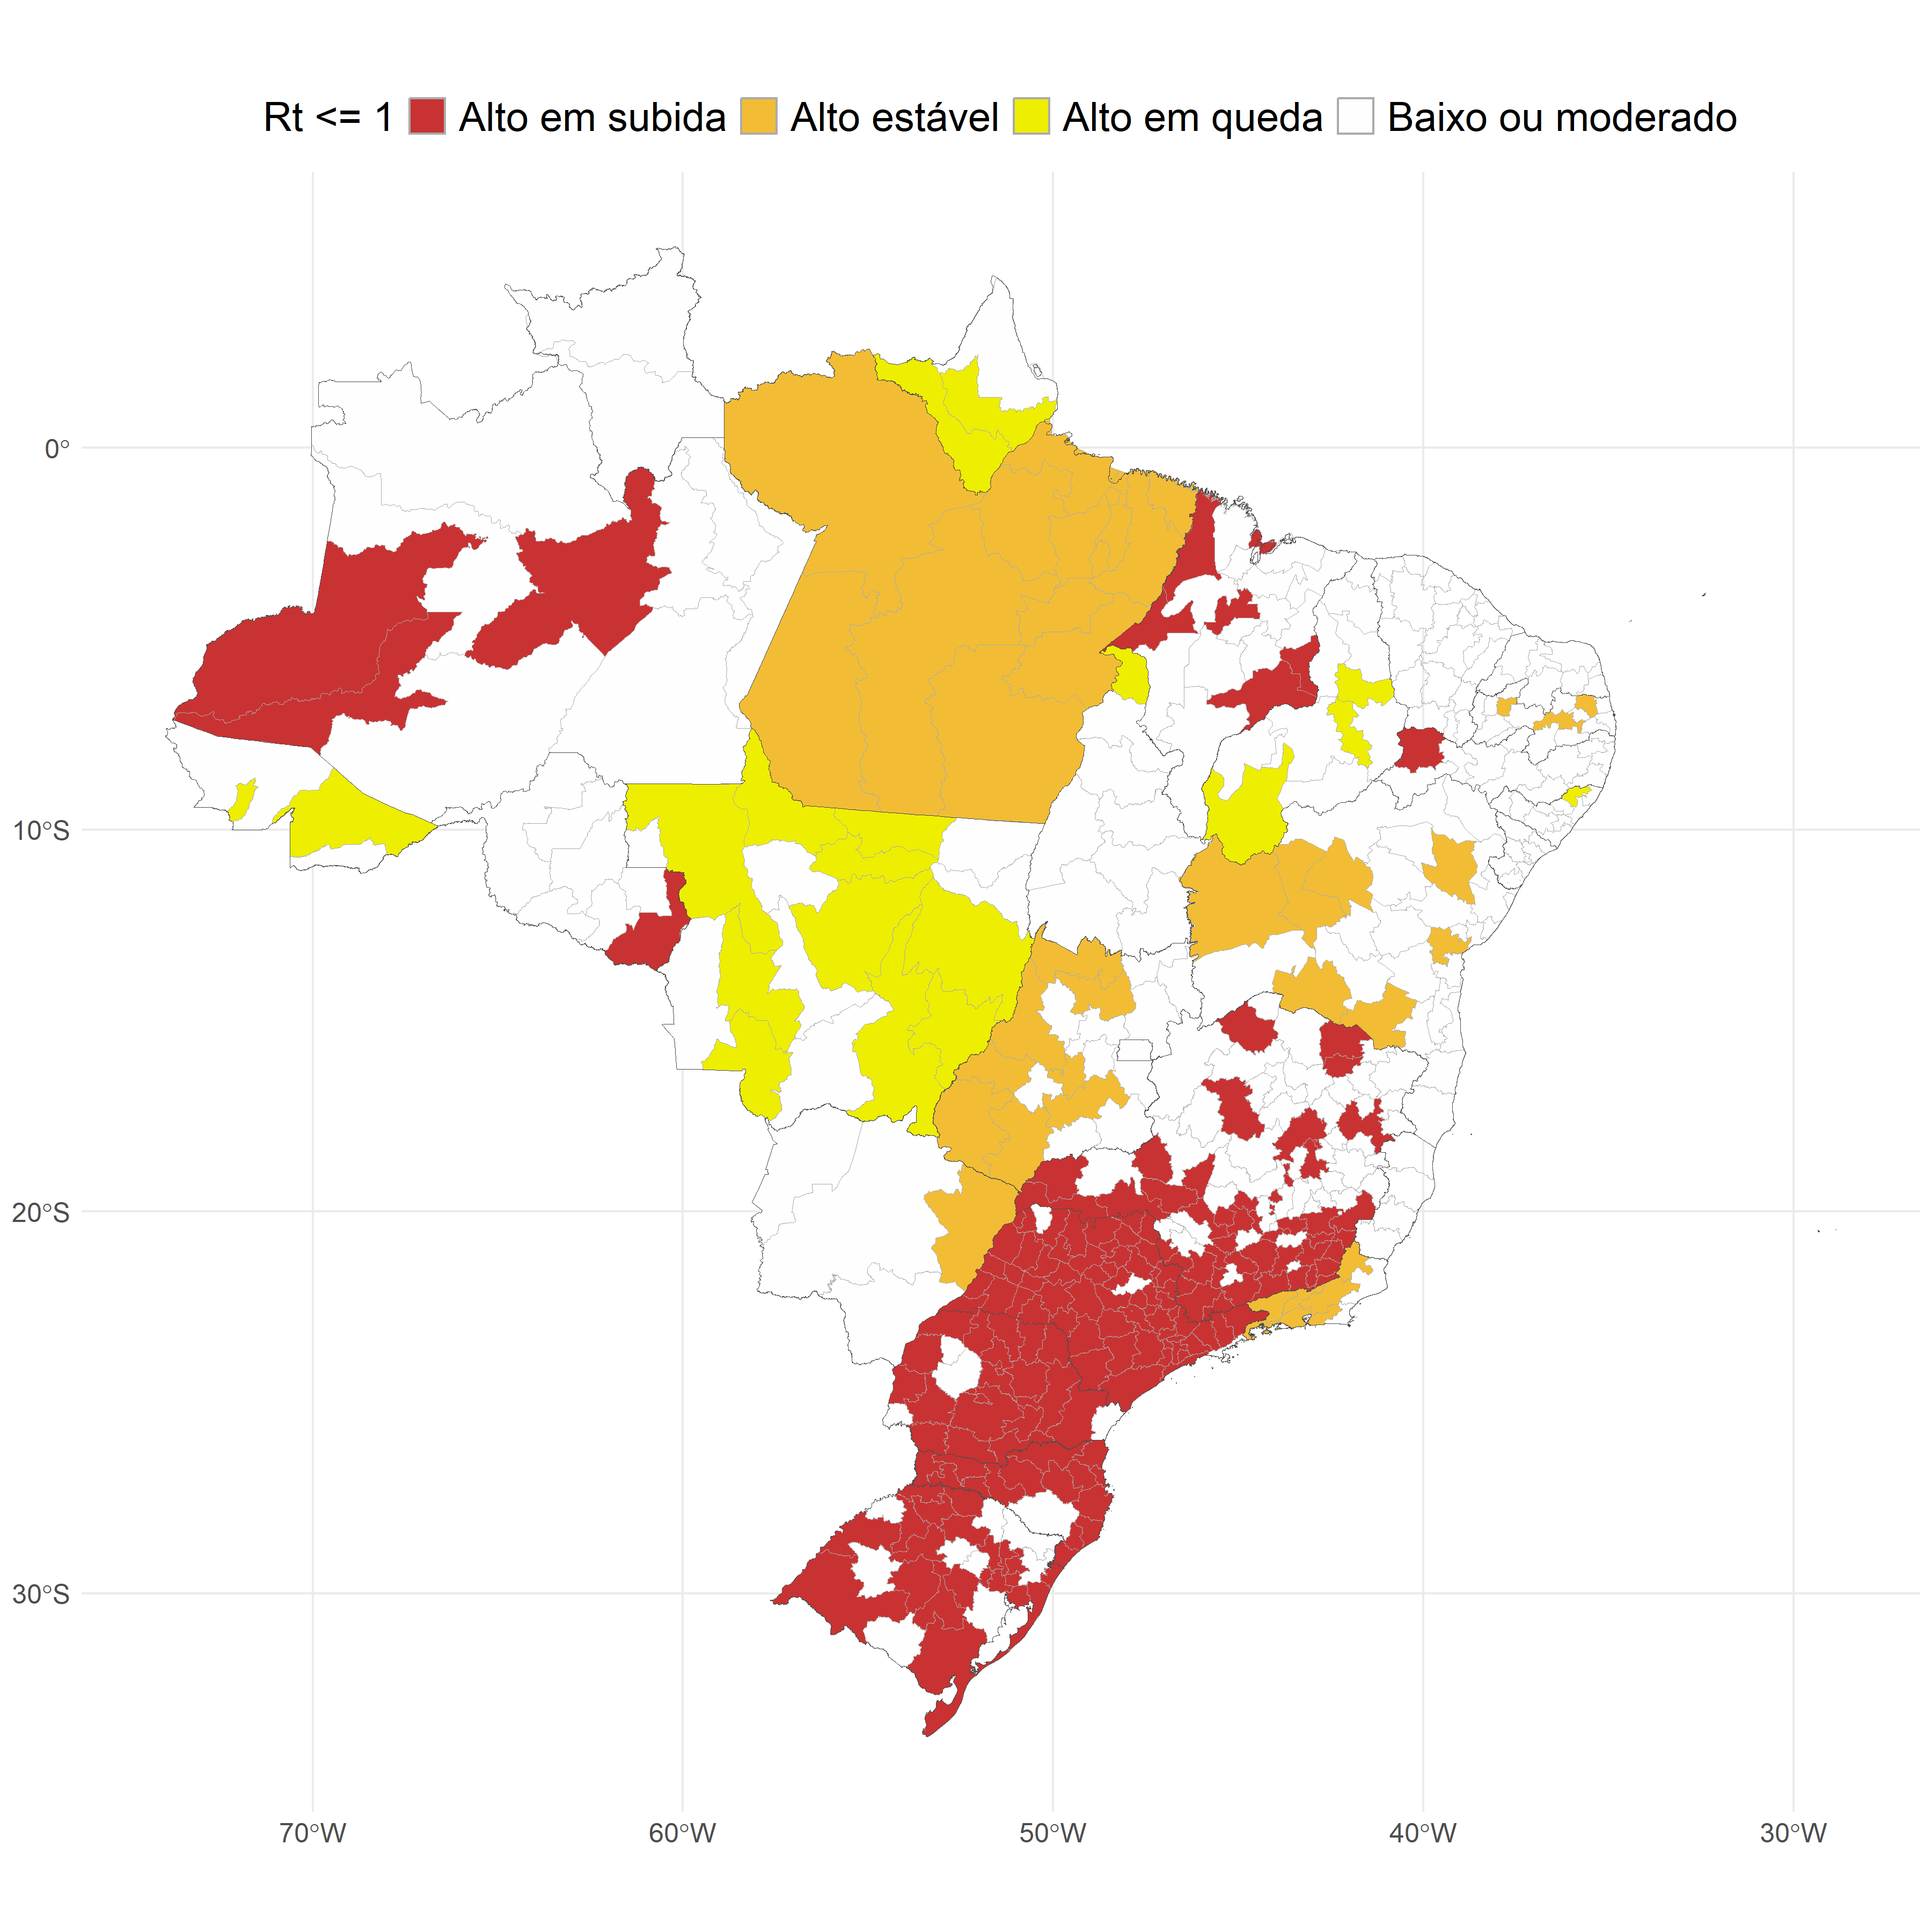 Rt <= 1 Alto em subida Alto estável Alto em queda Baixo ou moderado
0°
10°S
20°S
30°S
70°W 60°W 50°W 40°W 30°W